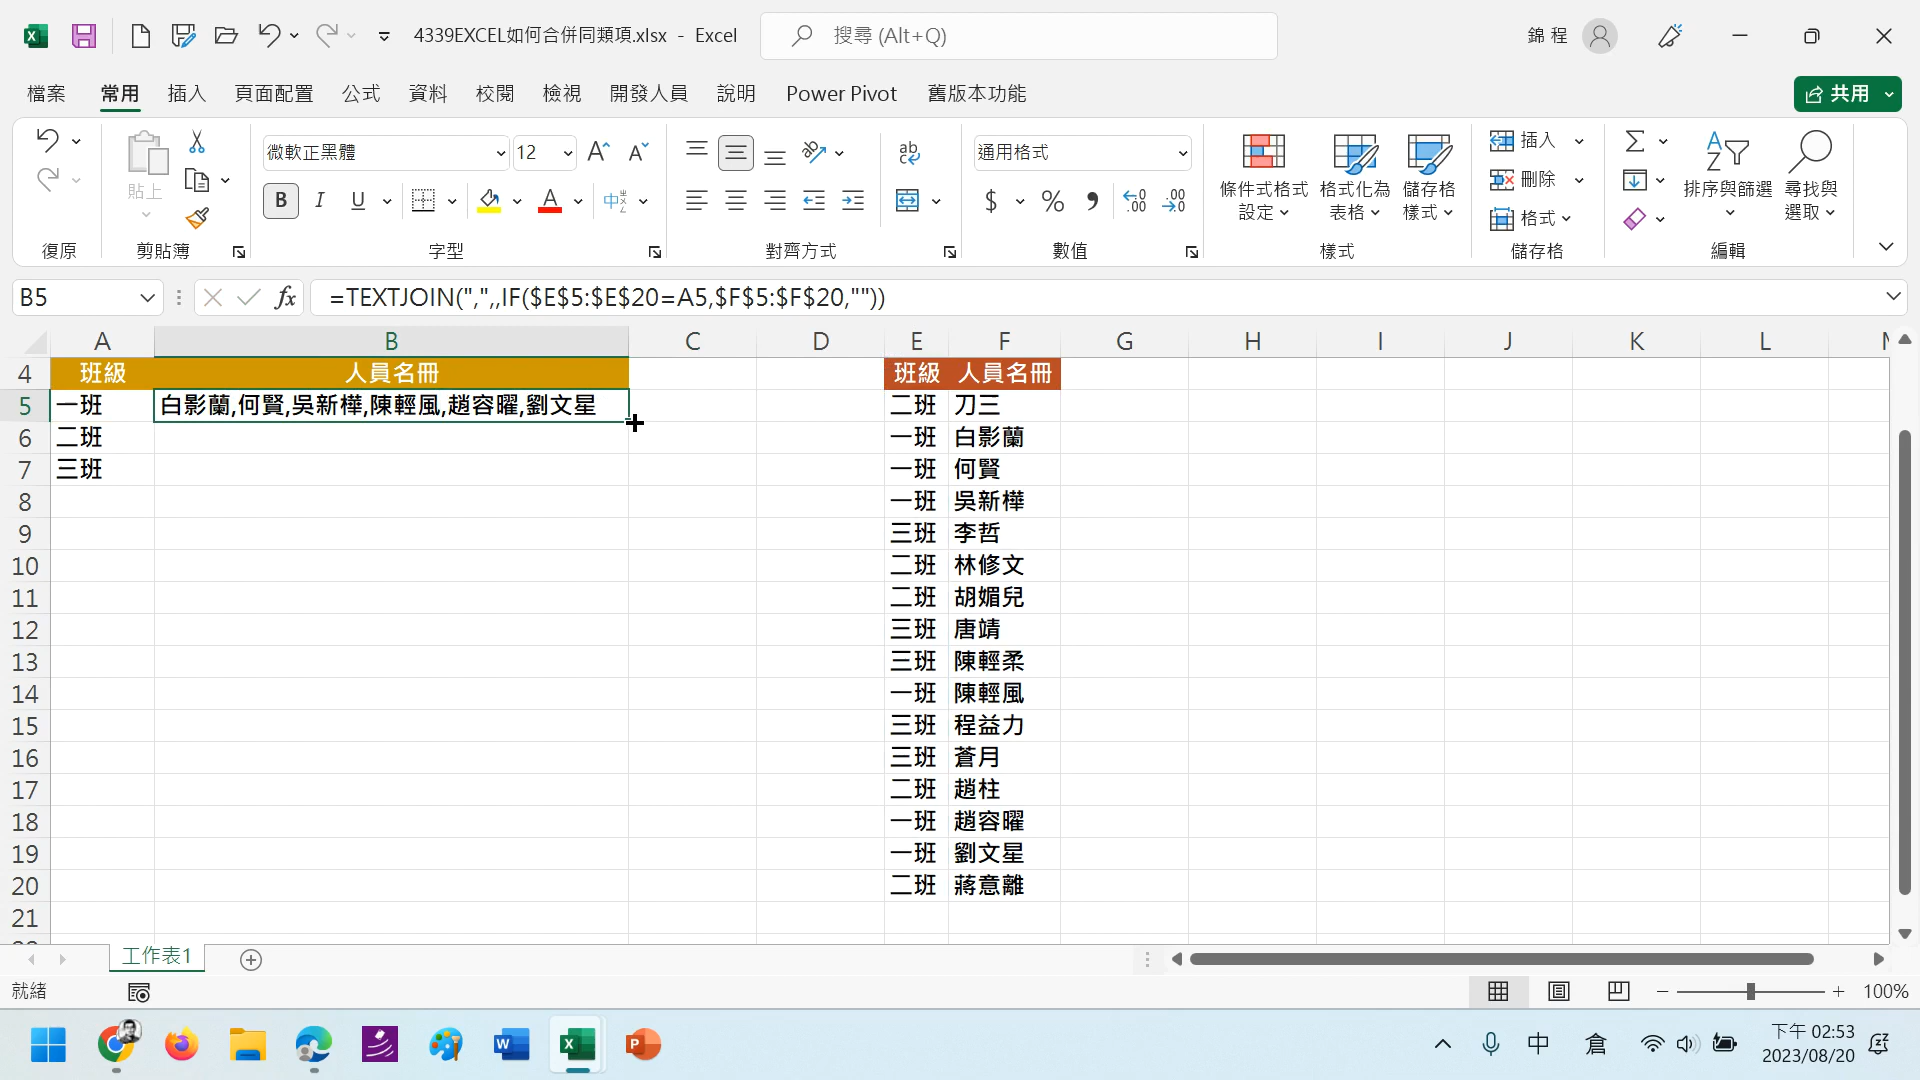 4339EXCEL如何合併同類項.xlsx - Excel
搜尋 (Alt+Q)
錦 程
檔案 常用 插入 頁面配置 公式 資料 校閱 檢視 開發人員 說明 Power Pivot 舊版本功能
共用
貼上
微軟正黑體 12
B I U
ab
通用格式
$ % 9
條件式格式
設定
格式化為
表格
儲存格
樣式
插入
刪除
格式
排序與篩選
尋找與
選取
復原 剪貼簿 字型 對齊方式 數值 樣式 儲存格 編輯
B5 fx =TEXTJOIN(",",,IF($E$5:$E$20=A5,$F$5:$F$20,""))
A B C D E F G H I J K L
4 班級 人員名冊 班級 人員名冊
5 一班 白影蘭,何賢,吳新樺,陳輕風,趙容曜,劉文星 二班 刀三
6 二班 一班 白影蘭
7 三班 一班 何賢
8 一班 吳新樺
9 三班 李哲
10 二班 林修文
11 二班 胡媚兒
12 三班 唐靖
13 三班 陳輕柔
14 一班 陳輕風
15 三班 程益力
16 三班 蒼月
17 二班 趙柱
18 一班 趙容曜
19 一班 劉文星
20 二班 蔣意離
21
工作表1
就緒
100%
中 倉
下午 02:53
2023/08/20